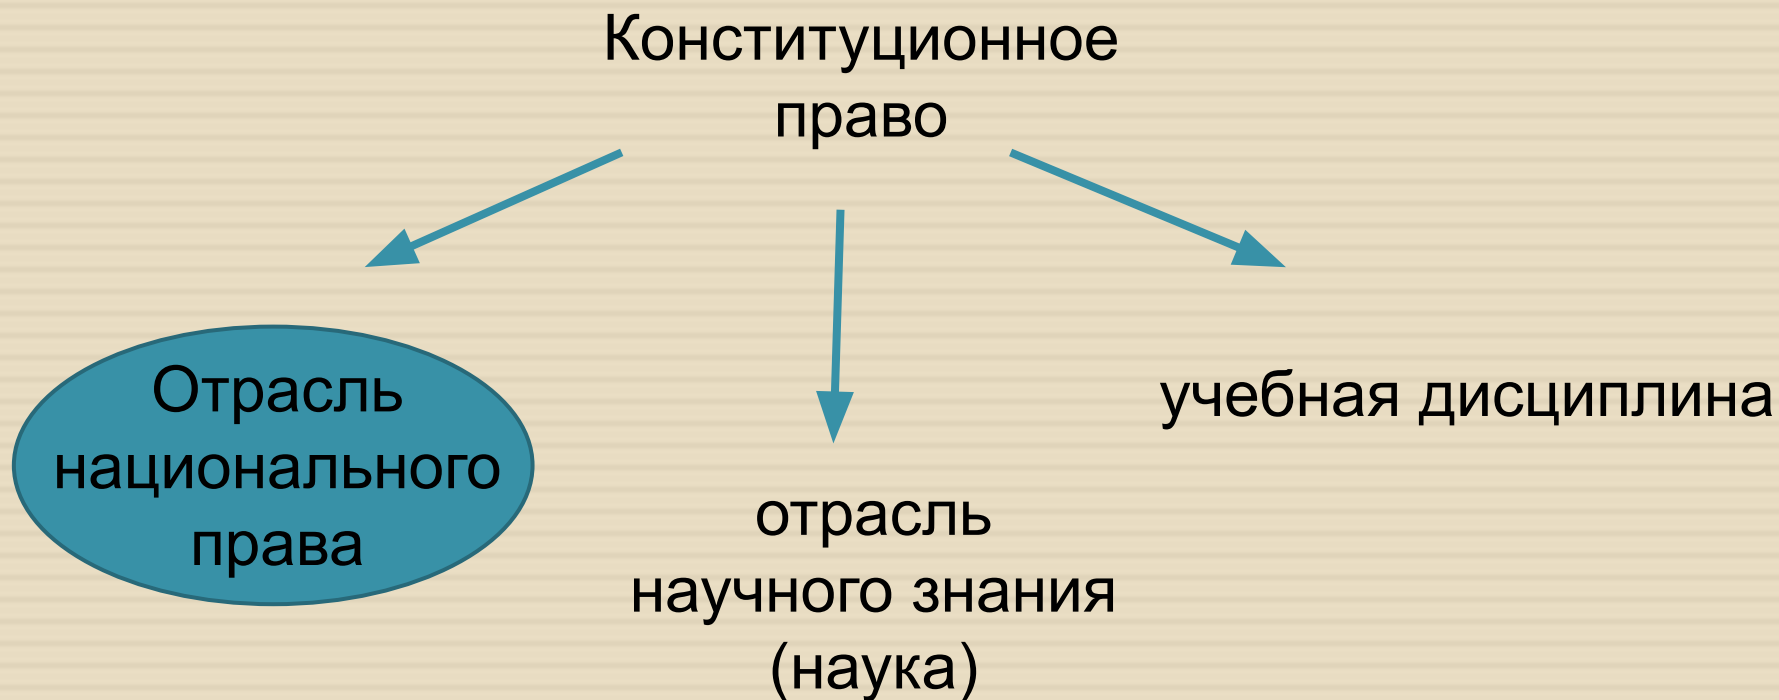 Конституционное
право
Отрасль
национального
права
отрасль
научного знания
(наука)
учебная дисциплина